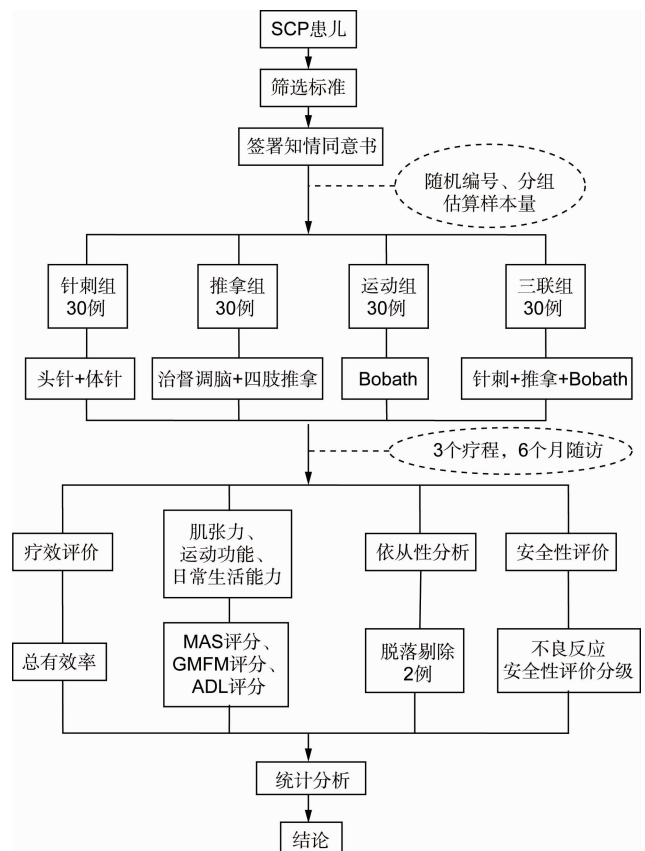 SCP患儿
筛选标准
签署知情同意书
随机编号、分组
估算样本量
针刺组
30例
推拿组
30例
运动组
30例
三联组
30例
头针+体针
治督调脑+四肢推拿
Bobath
针刺+推拿+Bobath
3个疗程，6个月随访
疗效评价
肌张力、
运动功能、
日常生活能力
依从性分析
安全性评价
总有效率
MAS评分、
GMFM评分、
ADL评分
脱落剔除
2例
不良反应
安全性评价分级
统计分析
结论